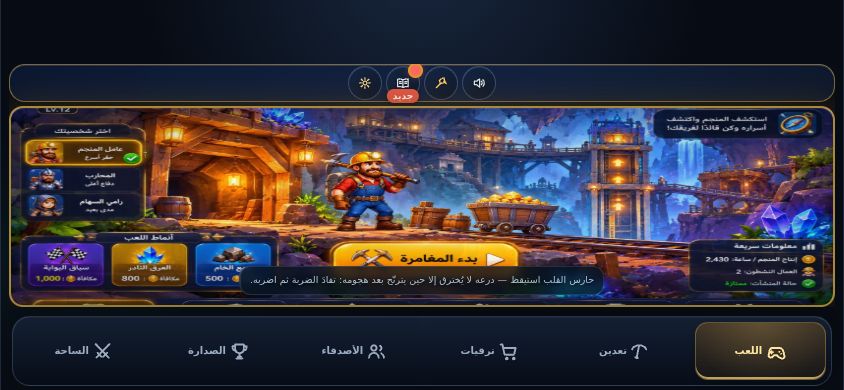 جديد
LV.12
استكشف المنجم واكتشف
أسراره وكن قائدًا لفريقك!
اختر شخصيتك
عامل المنجم
حفر أسرع
المحارب
دفاع أعلى
رامي السهام
مدى بعيد
أنماط اللعب
سباق البوابة
مكافأة 1,000
العرق النادر
مكافأة 800
الخام
500
بدء المغامرة
معلومات سريعة
إنتاج المنجم / ساعة: 2,430
العمال النشطون: 2
حالة المنشآت: ممتازة
حارس القلب استيقظ — درعه لا يُخترق إلا حين يترنّح بعد هجومه: تفادَ الضربة ثم اضربه.
اللعب
تعدين
ترقيات
الأصدقاء
الصدارة
الساحة